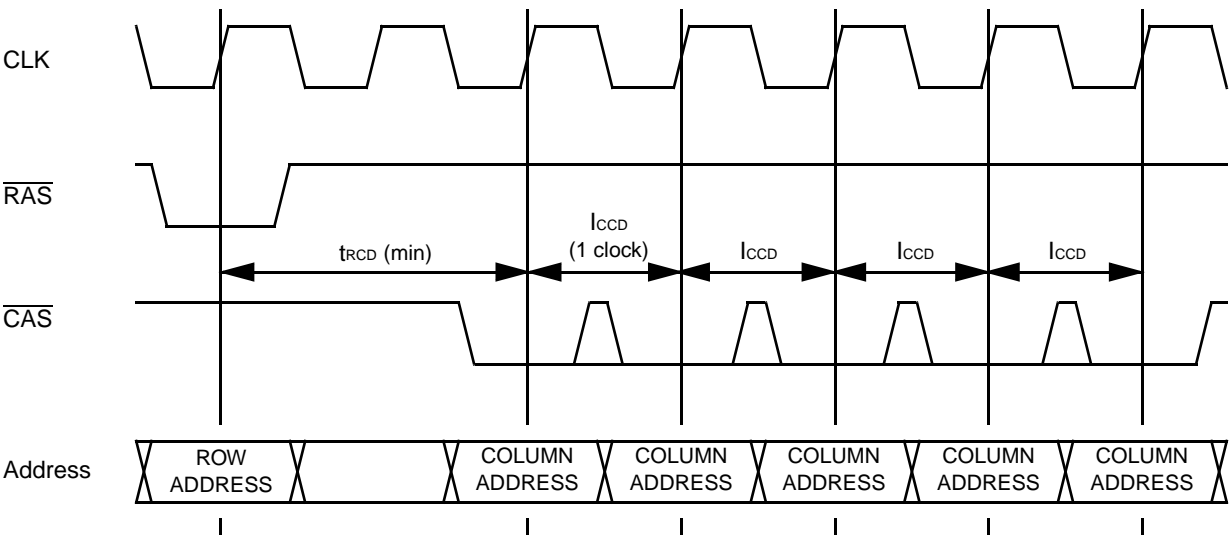 CLK
RAS
ICCD
(1 clock)
tRCD (min)
ICCD
ICCD
ICCD
CAS
Address
ROW
ADDRESS
COLUMN
ADDRESS
COLUMN
ADDRESS
COLUMN
ADDRESS
COLUMN
ADDRESS
COLUMN
ADDRESS